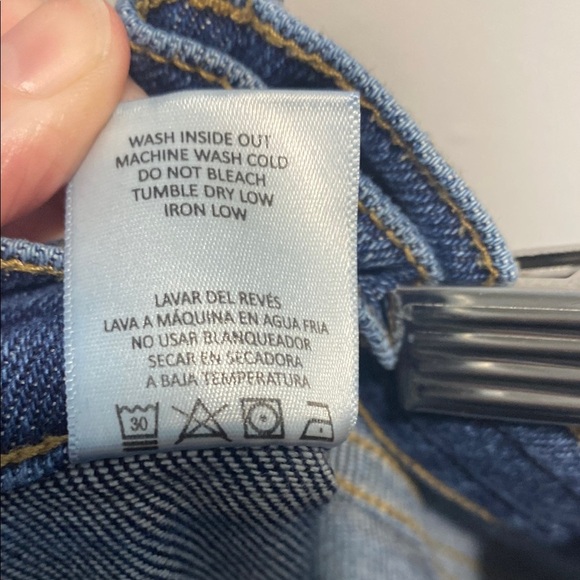 WASH INSIDE OUT
MACHINE WASH COLD
DO NOT BLEACH
TUMBLE DRY LOW
IRON LOW
LAVAR DEL REVÉS
LAVA A MÁQUINA EN AGUA FRIA
NO USAR BLANQUEADOR
SECAR EN SECADORA
A BAJA TEMPERATURA
30